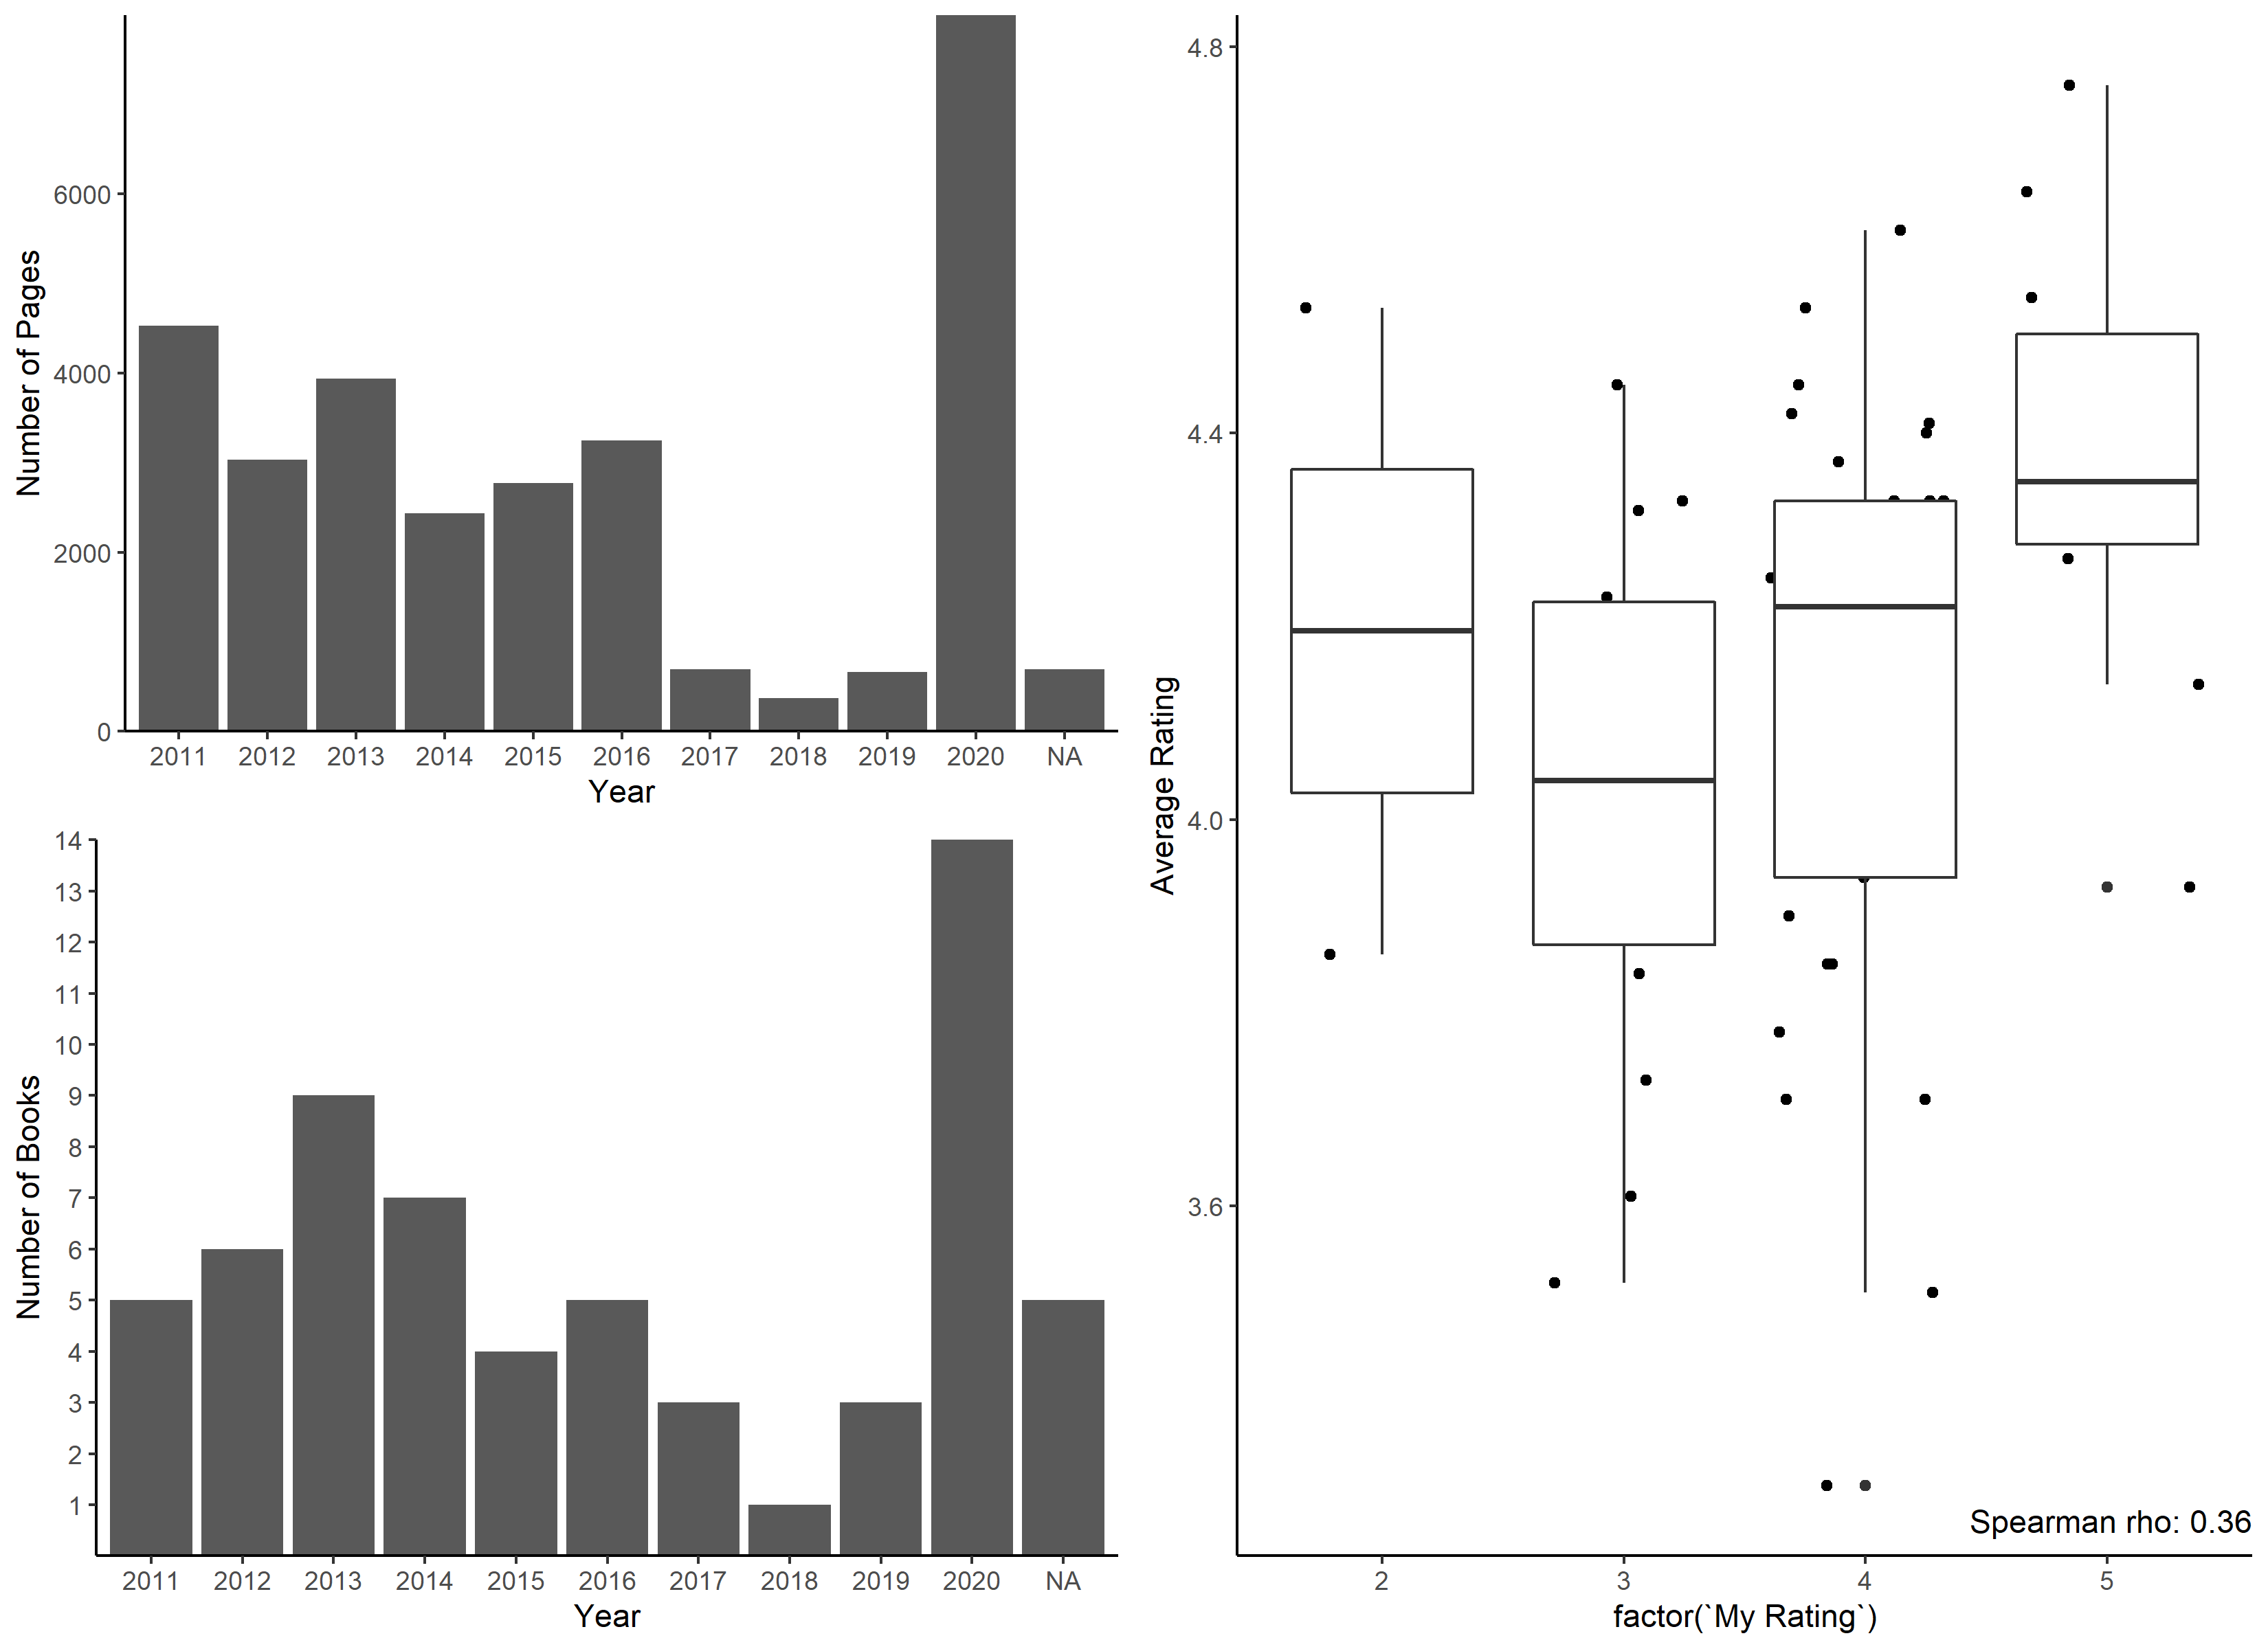 Number of Pages
6000
4000
2000
0
2011 2012 2013 2014 2015 2016 2017 2018 2019 2020 NA
Year
Number of Books
14
13
12
11
10
9
8
7
6
5
4
3
2
1
2011 2012 2013 2014 2015 2016 2017 2018 2019 2020 NA
Year
Average Rating
4.8
4.4
4.0
3.6
Spearman rho: 0.36
2 3 4 5
factor(`My Rating`)